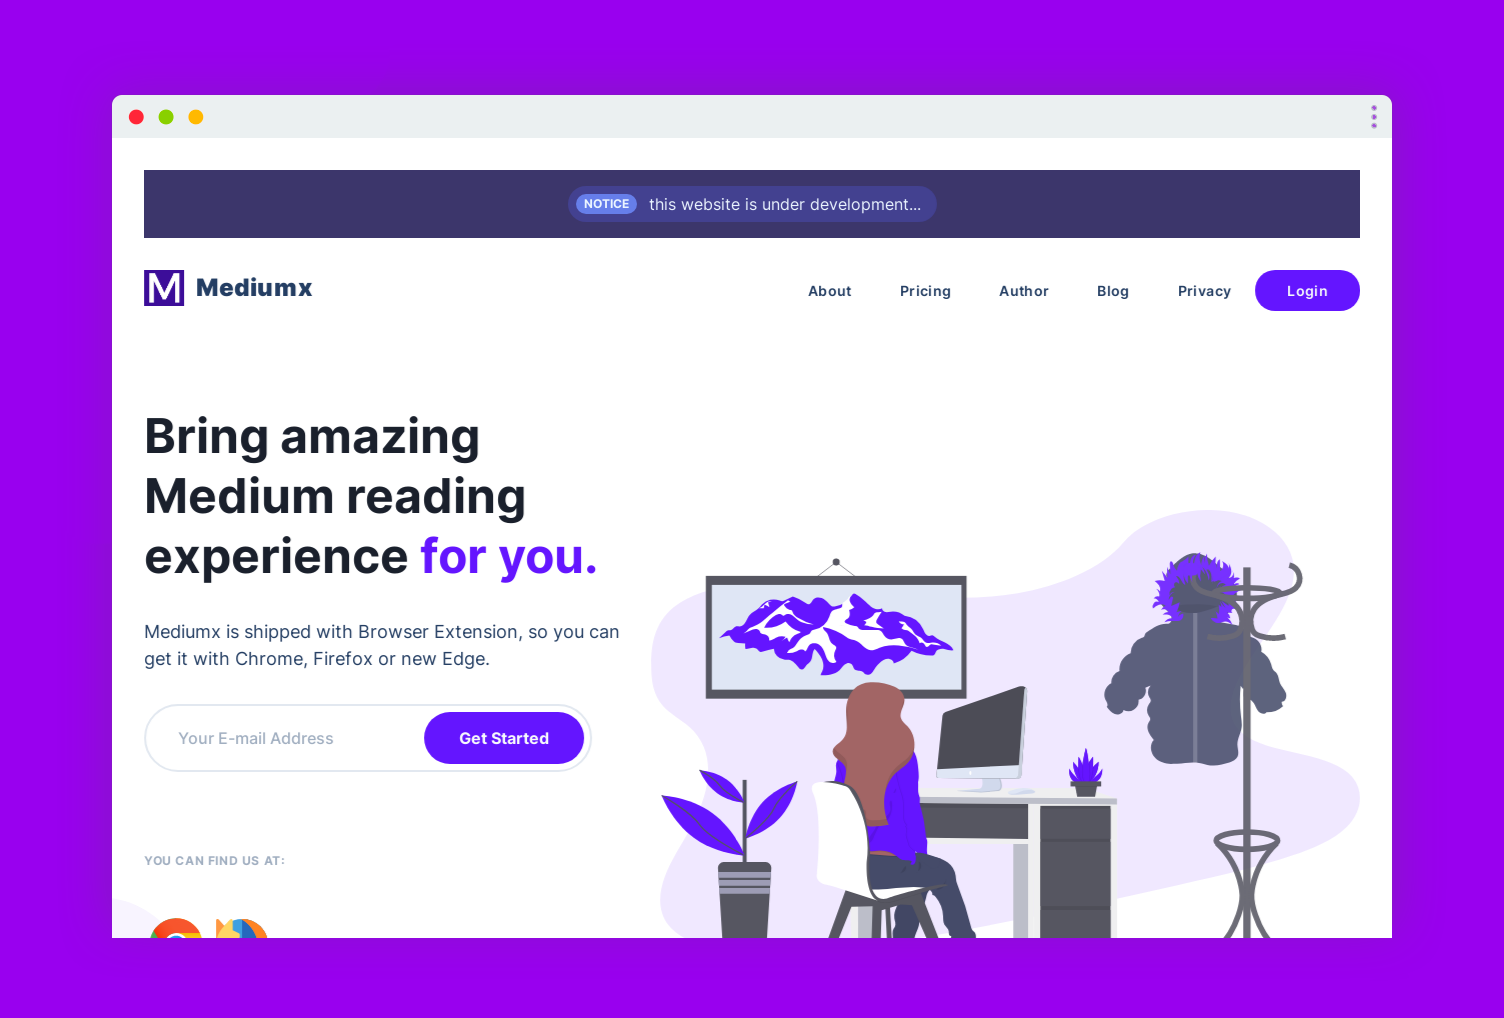 NOTICE this website is under development...
M Mediumx
About Pricing Author Blog Privacy Login
Bring amazing
Medium reading
experience for you.
Mediumx is shipped with Browser Extension, so you can
get it with Chrome, Firefox or new Edge.
Your E-mail Address Get Started
YOU CAN FIND US AT: